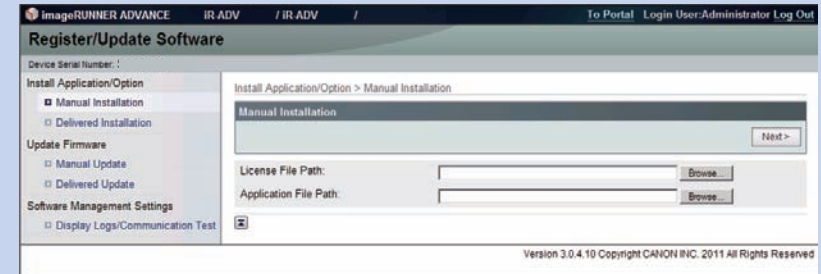 imageRUNNER ADVANCE iR-ADV / iR-ADV /
To Portal Login User:Administrator Log Out
Register/Update Software
Device Serial Number: :
Install Application/Option
Manual Installation
Delivered Installation
Update Firmware
Manual Update
Delivered Update
Software Management Settings
Display Logs/Communication Test
Install Application/Option > Manual Installation
Manual Installation
Next >
License File Path:
Browse...
Application File Path:
Browse...
Version 3.0.4.10 Copyright CANON INC. 2011 All Rights Reserved